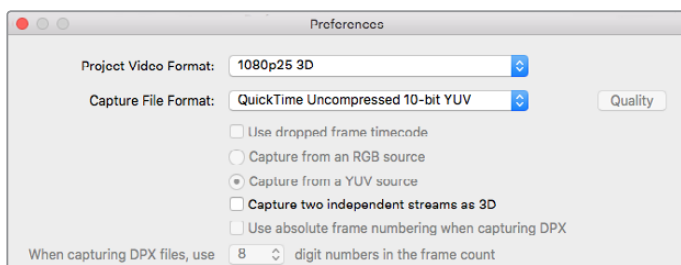 Preferences
Project Video Format: 1080p25 3D
Capture File Format: QuickTime Uncompressed 10-bit YUV Quality
Use dropped frame timecode
Capture from an RGB source
Capture from a YUV source
Capture two independent streams as 3D
Use absolute frame numbering when capturing DPX
When capturing DPX files, use 8 digit numbers in the frame count